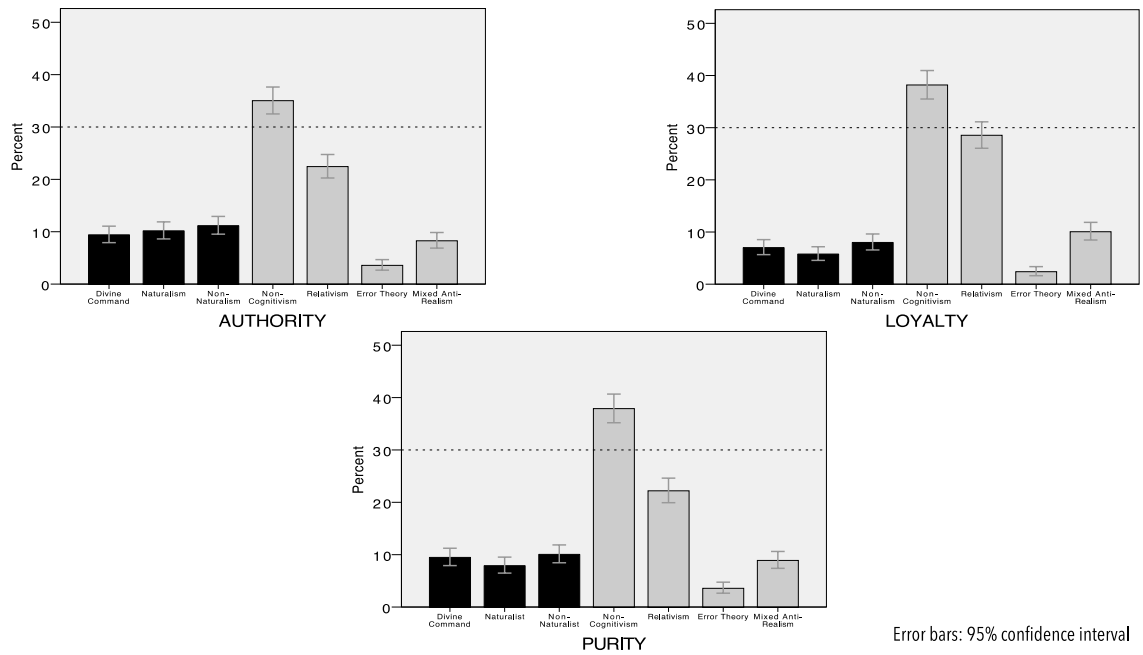 50
40
30
20
10
0
Percent
Divine Command
Naturalism
Non-Naturalism
Non-Cognitivism
Relativism
Error Theory
Mixed Anti-Realism
AUTHORITY
50
40
30
20
10
0
Percent
Divine Command
Naturalism
Non-Naturalism
Non-Cognitivism
Relativism
Error Theory
Mixed Anti-Realism
LOYALTY
50
40
30
20
10
0
Percent
Divine Command
Naturalist
Non-Naturalist
Non-Cognitivism
Relativism
Error Theory
Mixed Anti-Realism
PURITY
Error bars: 95% confidence interval